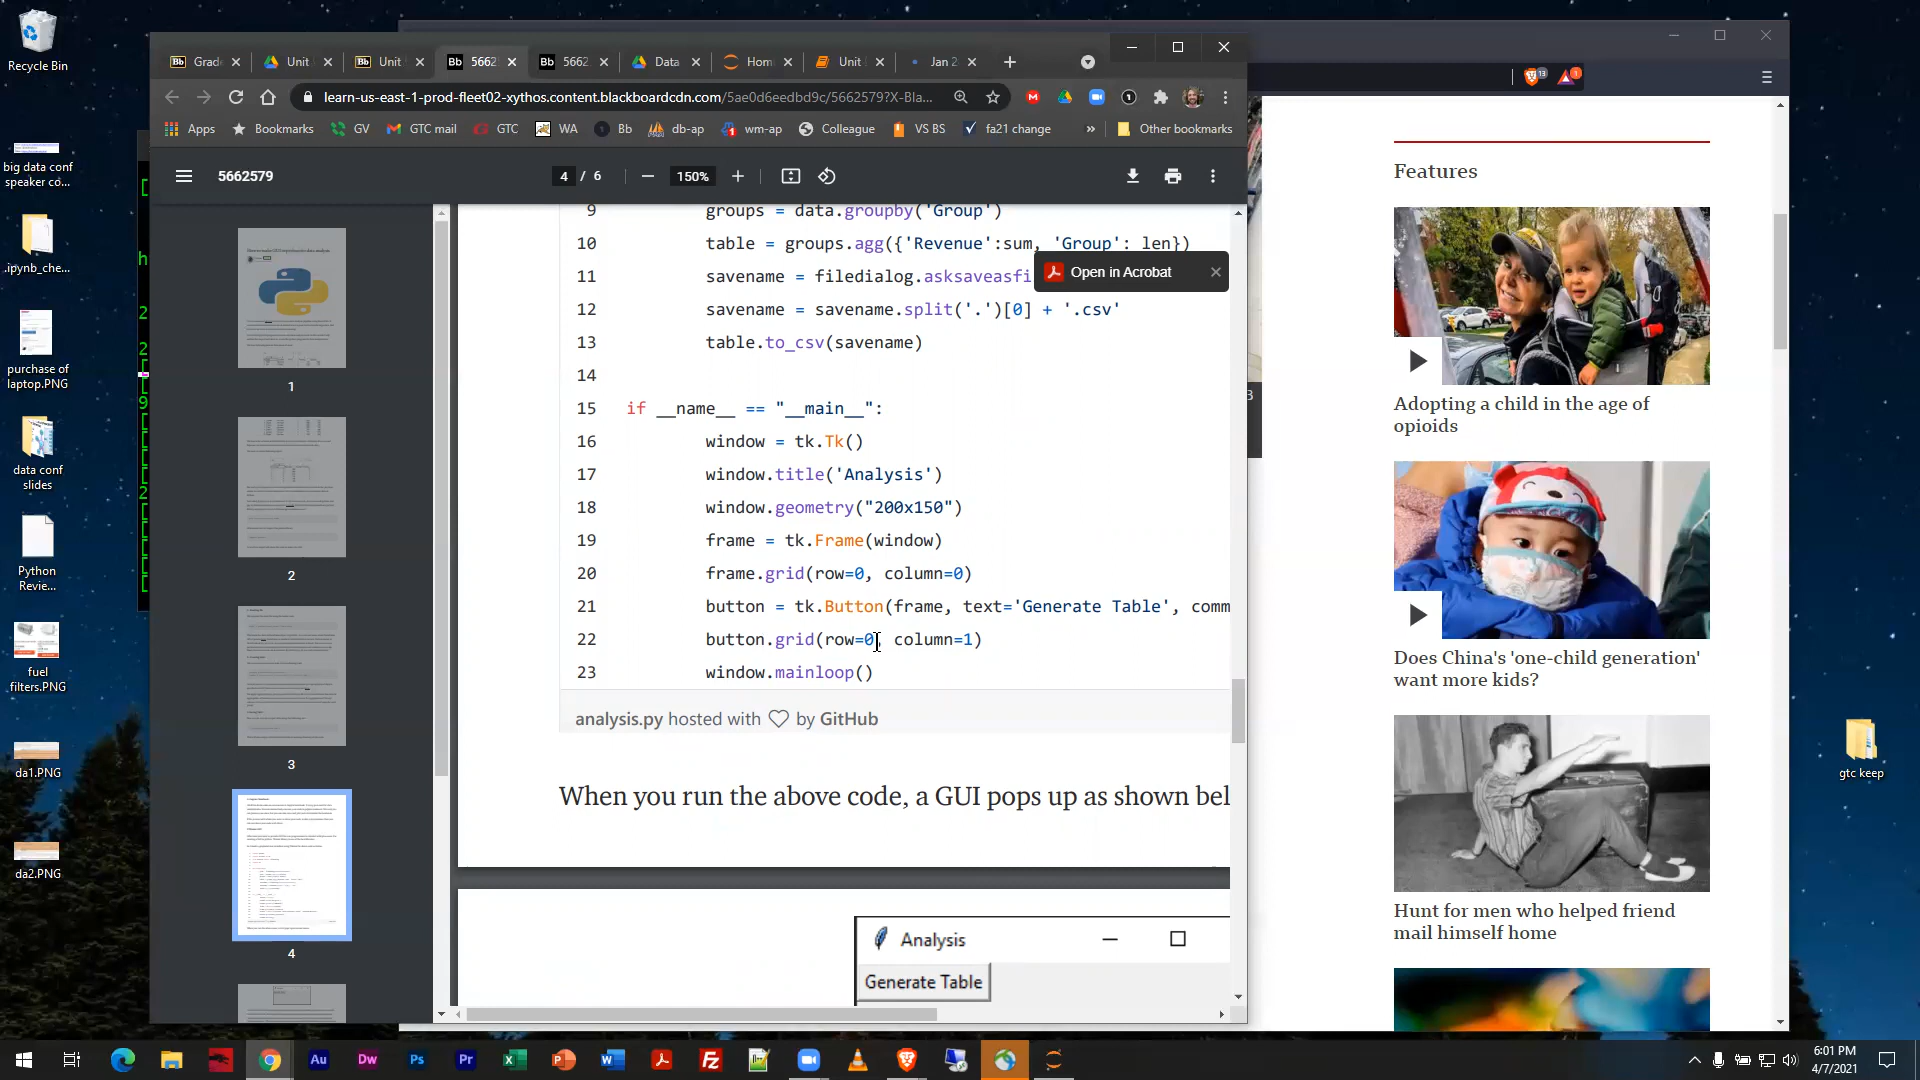 Recycle Bin
big data conf
speaker co...
.ipynb_che...
purchase of
laptop.PNG
data conf
slides
Python
Revie...
fuel
filters.PNG
da1.PNG
da2.PNG
Grade
Unit
Unit
5662
5662
Data
Hom
Unit
Jan 2
learn-us-east-1-prod-fleet02-xythos.content.blackboardcdn.com/5ae0d6eedbd9c/5662579?X-Bla...
Apps
Bookmarks
GV
GTC mail
GTC
WA
Bb
db-ap
wm-ap
Colleague
VS BS
fa21 change
»
Other bookmarks
5662579
4 / 6
150%
1
2
3
4
9 groups = data.groupby('Group')
10 table = groups.agg({'Revenue':sum, 'Group': len})
11 savename = filedialog.asksaveasfi
12 savename = savename.split('.')[0] + '.csv'
13 table.to_csv(savename)
14
15 if __name__ == "__main__":
16 window = tk.Tk()
17 window.title('Analysis')
18 window.geometry("200x150")
19 frame = tk.Frame(window)
20 frame.grid(row=0, column=0)
21 button = tk.Button(frame, text='Generate Table', comm
22 button.grid(row=0, column=1)
23 window.mainloop()
Open in Acrobat
analysis.py hosted with ♡ by GitHub
When you run the above code, a GUI pops up as shown bel
Analysis
Generate Table
Features
Adopting a child in the age of
opioids
Does China's 'one-child generation'
want more kids?
Hunt for men who helped friend
mail himself home
gtc keep
Au
Dw
Ps
Pr
6:01 PM
4/7/2021